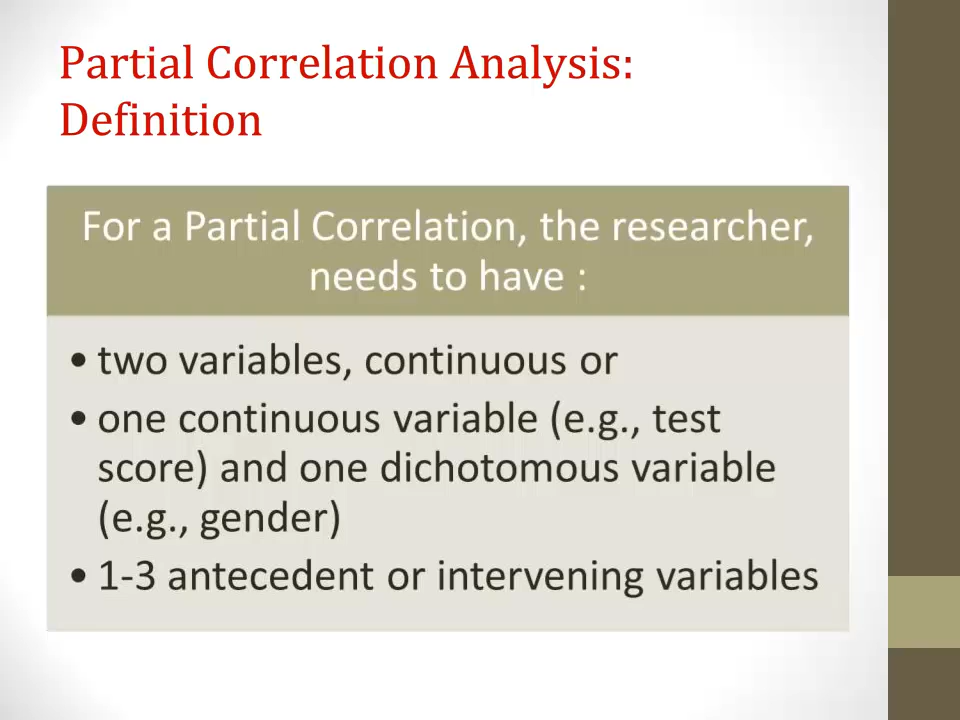 Partial Correlation Analysis:
Definition
For a Partial Correlation, the researcher,
needs to have :
• two variables, continuous or
• one continuous variable (e.g., test
score) and one dichotomous variable
(e.g., gender)
• 1-3 antecedent or intervening variables